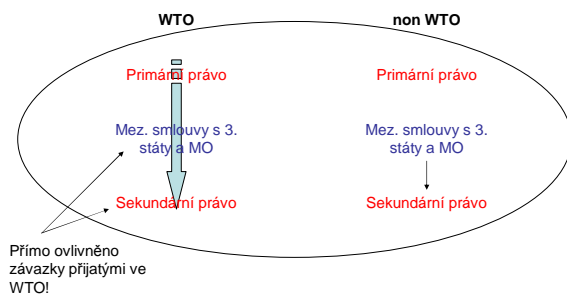 WTO
non WTO
Primární právo
Primární právo
Mez. smlouvy s 3.
státy a MO
Mez. smlouvy s 3.
státy a MO
Sekundární právo
Sekundární právo
Přímo ovlivněno
závazky přijatými ve
WTO!